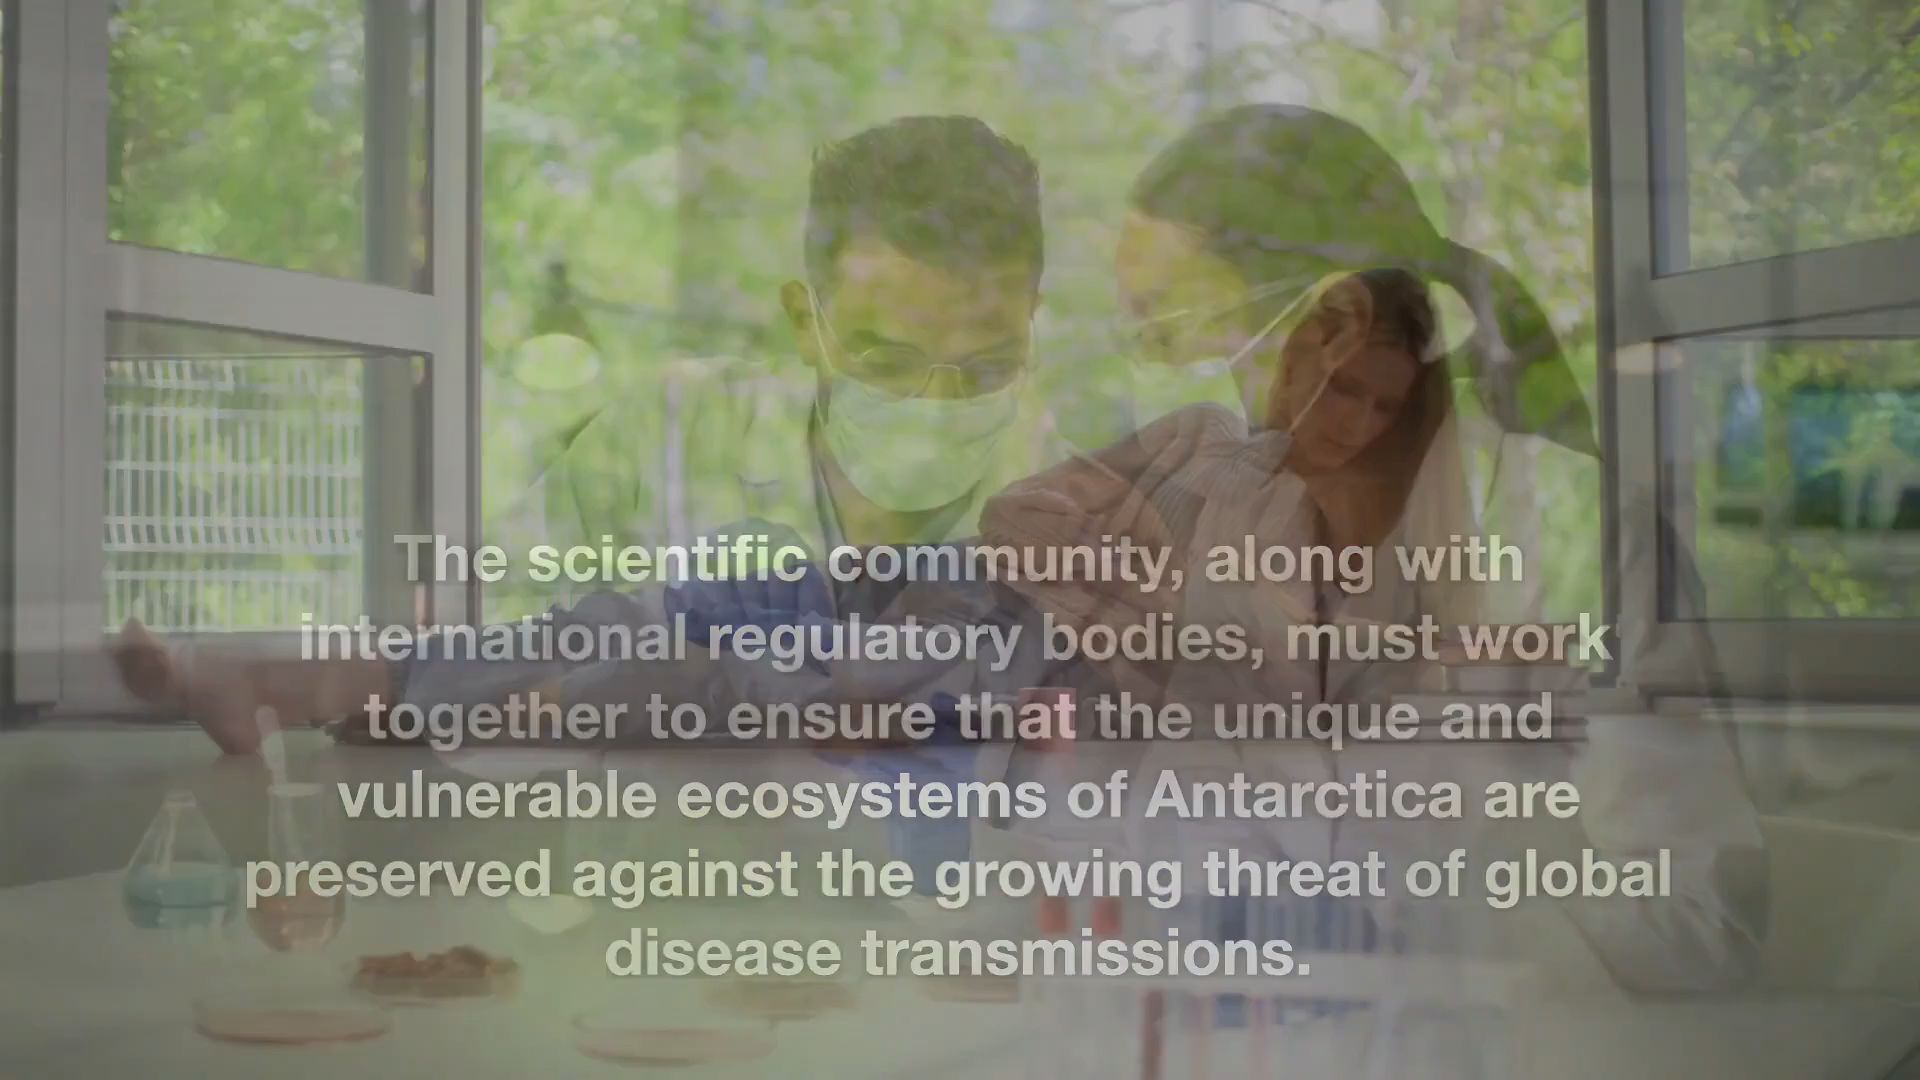 The scientific community, along with
international regulatory bodies, must work
together to ensure that the unique and
vulnerable ecosystems of Antarctica are
preserved against the growing threat of global
disease transmissions.